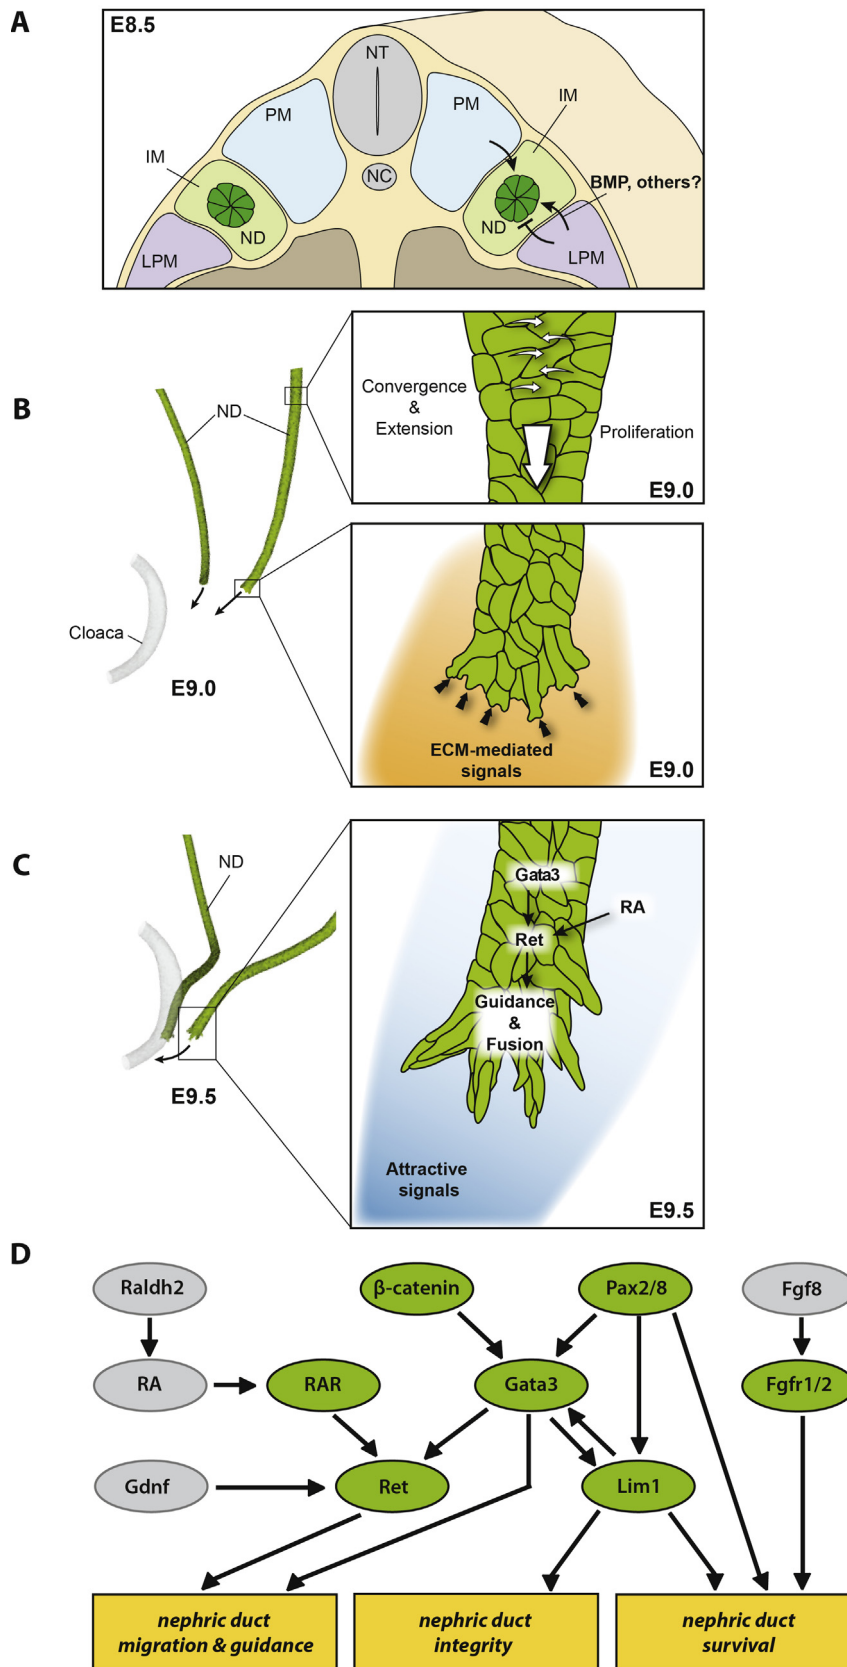 A
E8.5
NT
PM
PM
IM
IM
NC
BMP, others?
ND
ND
LPM
LPM
B
ND
Convergence
&
Extension
Proliferation
E9.0
Cloaca
E9.0
ECM-mediated
signals
E9.0
C
ND
Gata3
RA
Ret
Guidance
&
Fusion
E9.5
Attractive
signals
E9.5
D
Raldh2
β-catenin
Pax2/8
Fgf8
RA
RAR
Gata3
Fgfr1/2
Gdnf
Ret
Lim1
nephric duct
migration & guidance
nephric duct
integrity
nephric duct
survival